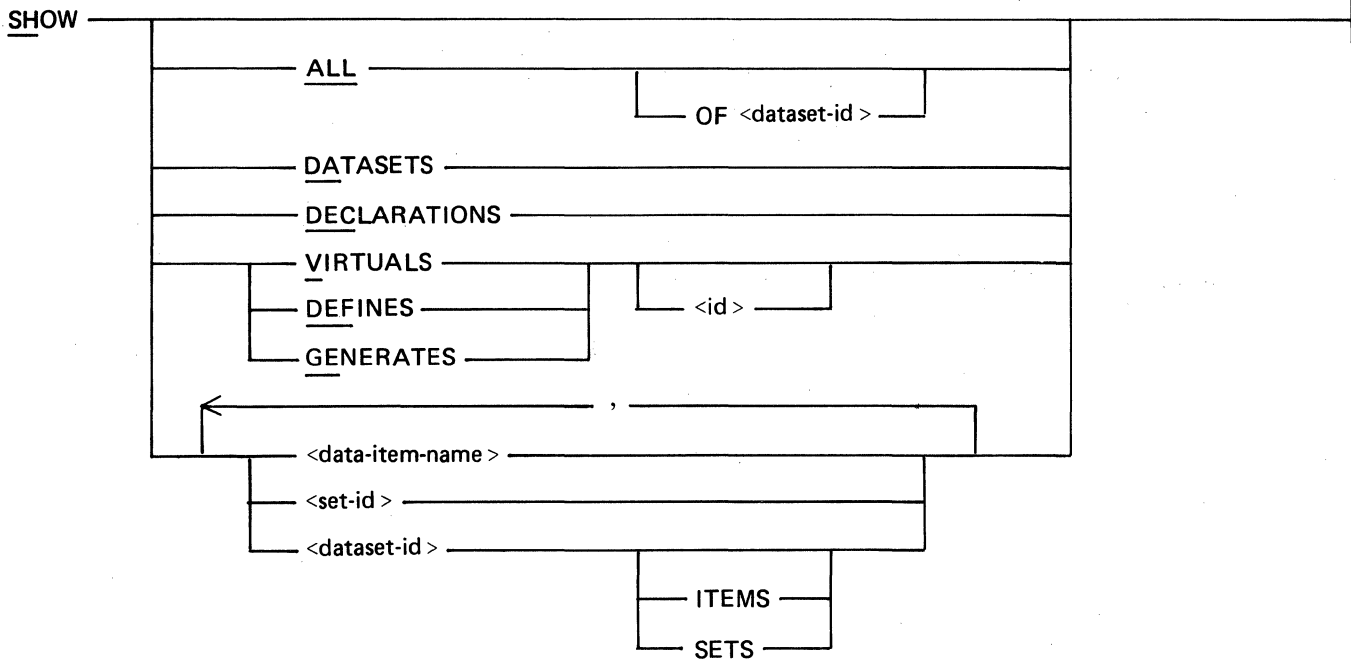 SHOW
ALL
OF <dataset-id>
DATASETS
DECLARATIONS
VIRTUALS
<id>
DEFINES
GENERATES
,
<data-item-name>
<set-id>
<dataset-id>
ITEMS
SETS